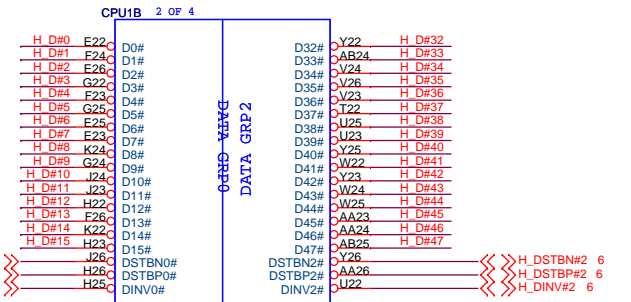 CPU1B 2 OF 4
H_D#0 E22 D0# D32# Y22 H_D#32
H_D#1 F24 D1# D33# AB24 H_D#33
H_D#2 E26 D2# D34# V24 H_D#34
H_D#3 G22 D3# D35# V26 H_D#35
H_D#4 F23 D4# D36# V23 H_D#36
H_D#5 G25 D5# D37# T22 H_D#37
H_D#6 E25 D6# D38# U25 H_D#38
H_D#7 E23 D7# D39# U23 H_D#39
H_D#8 K24 D8# D40# Y25 H_D#40
H_D#9 G24 D9# D41# W22 H_D#41
H_D#10 J24 D10# D42# Y23 H_D#42
H_D#11 J23 D11# D43# W24 H_D#43
H_D#12 H22 D12# D44# W25 H_D#44
H_D#13 F26 D13# D45# AA23 H_D#45
H_D#14 K22 D14# D46# AA24 H_D#46
H_D#15 H23 D15# D47# AB25 H_D#47
J26 DSTBN0# DSTBN2# Y26 H_DSTBN#2 6
H26 DSTBP0# DSTBP2# AA26 H_DSTBP#2 6
H25 DINV0# DINV2# U22 H_DINV#2 6
DATA GRP0
DATA GRP2